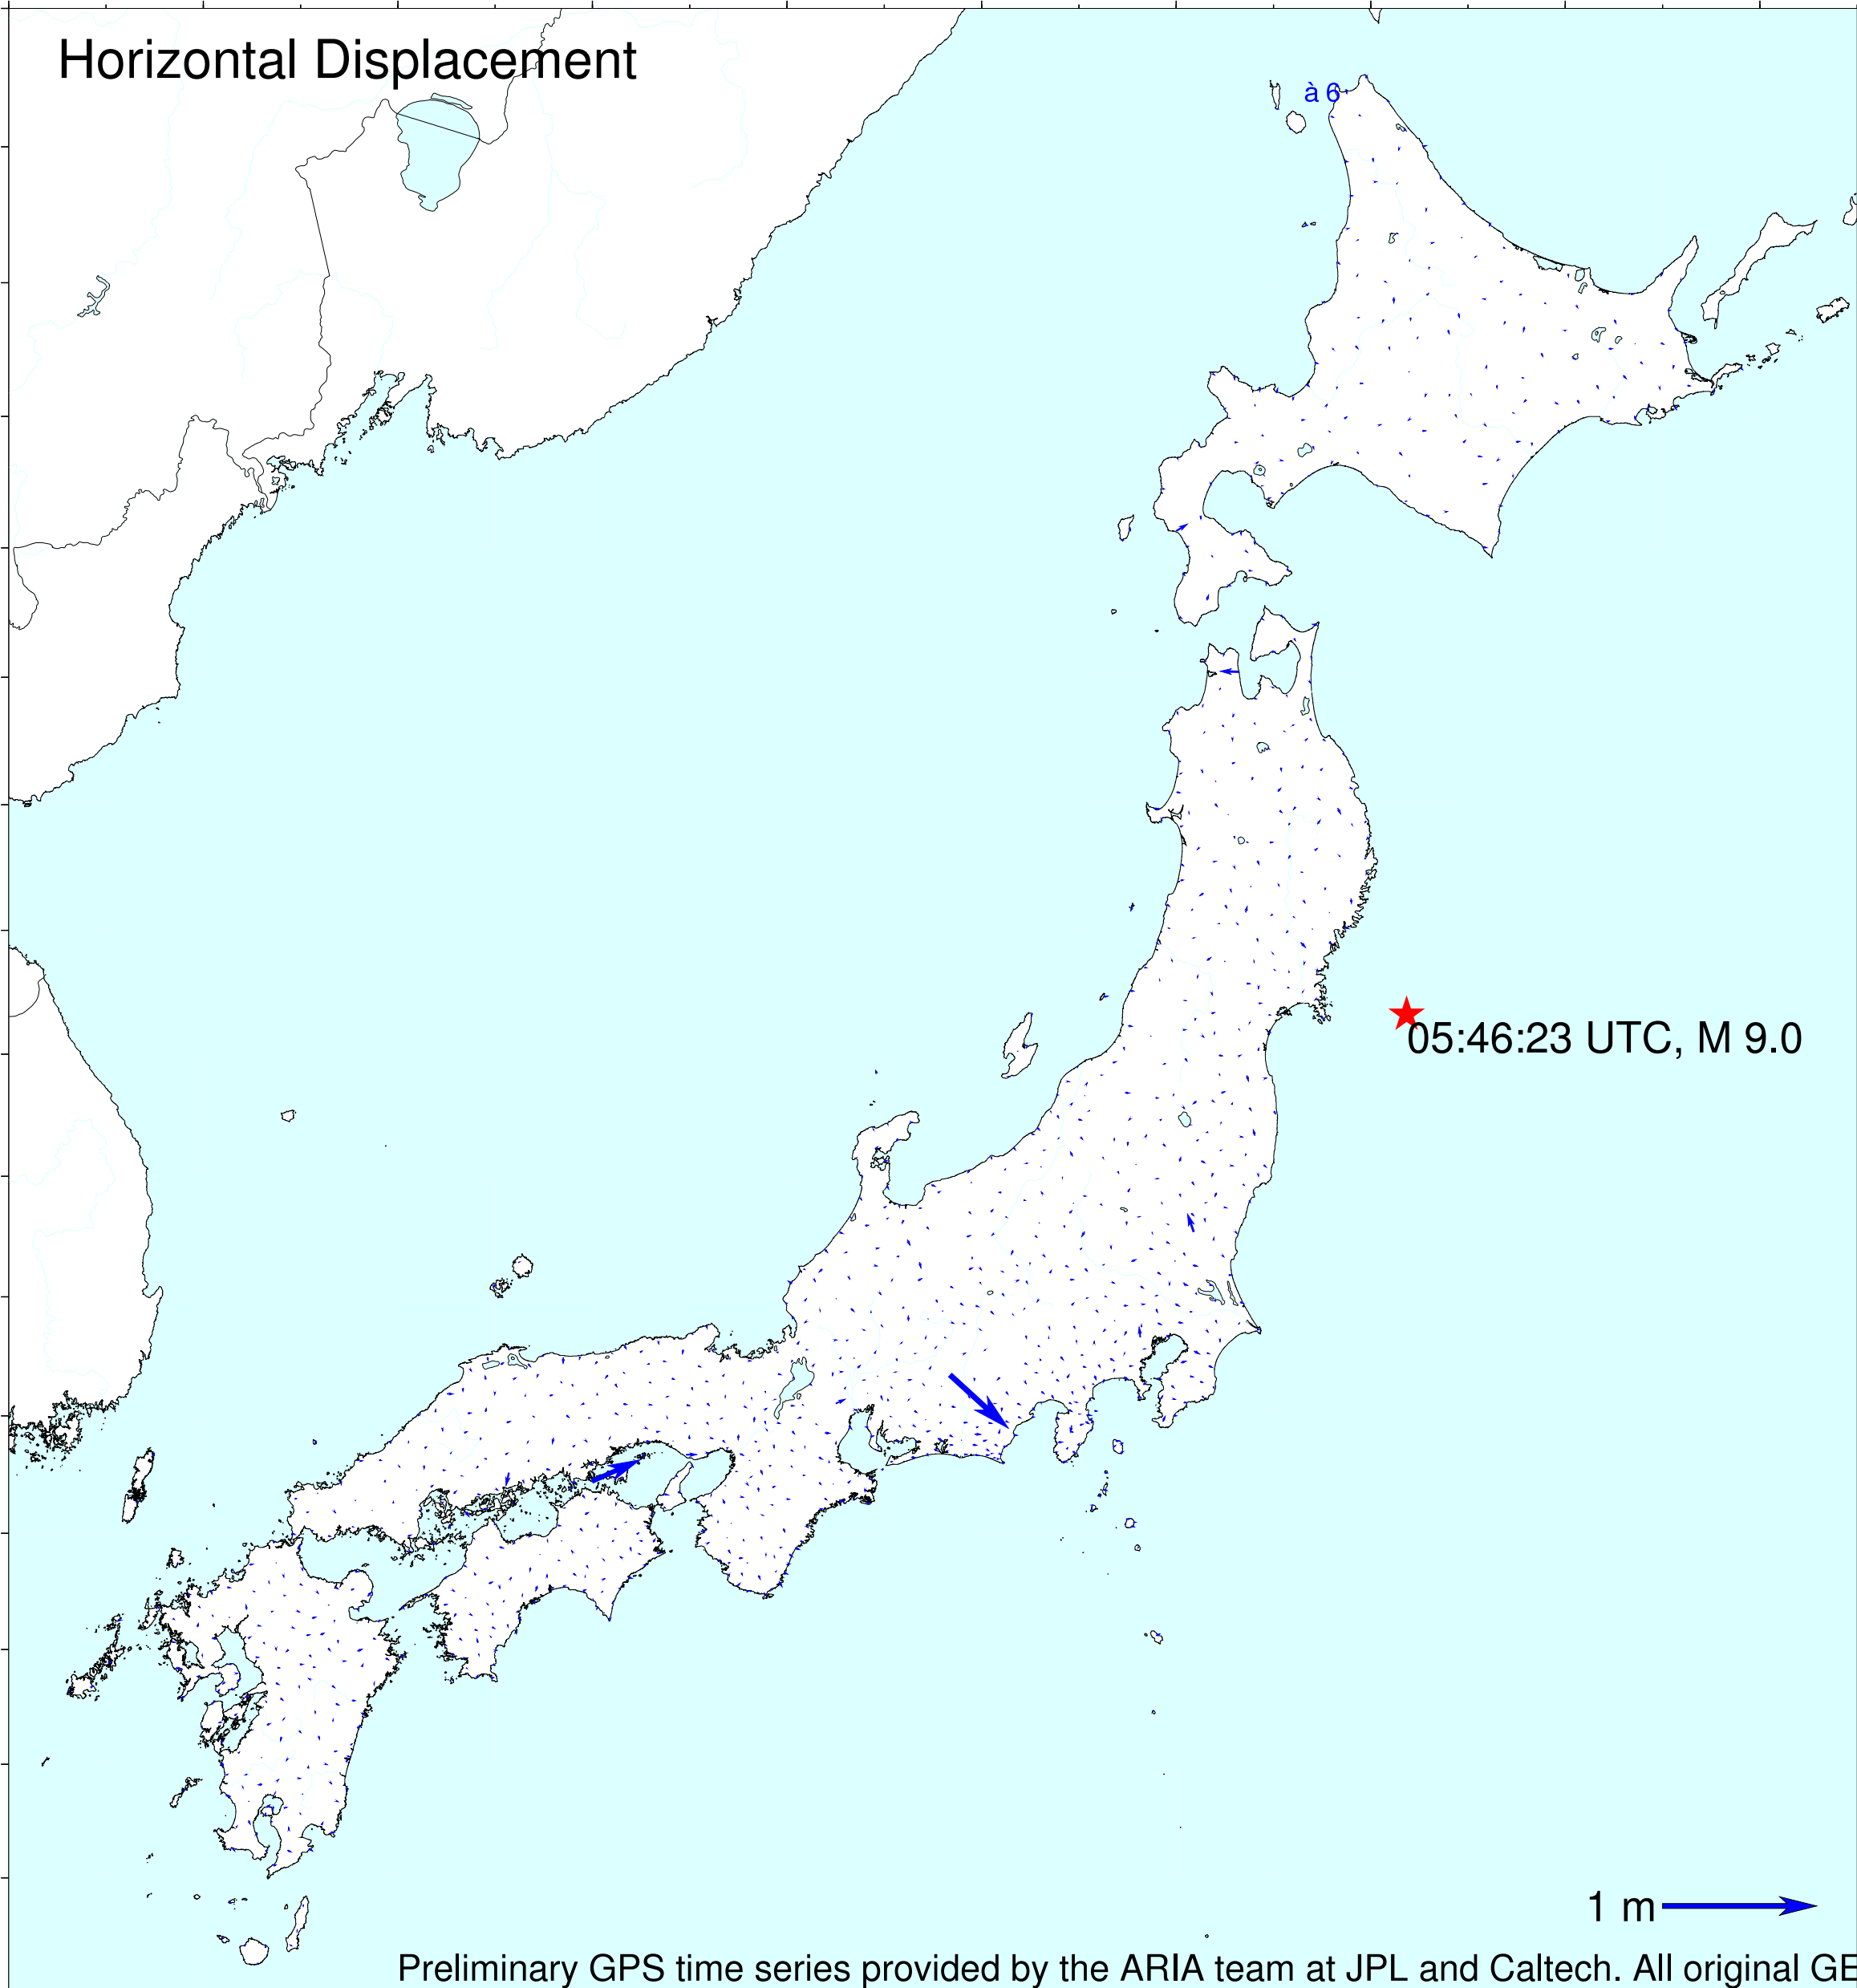 Horizontal Displacement
à 6
05:46:23 UTC, M 9.0
1 m
Preliminary GPS time series provided by the ARIA team at JPL and Caltech. All original GE